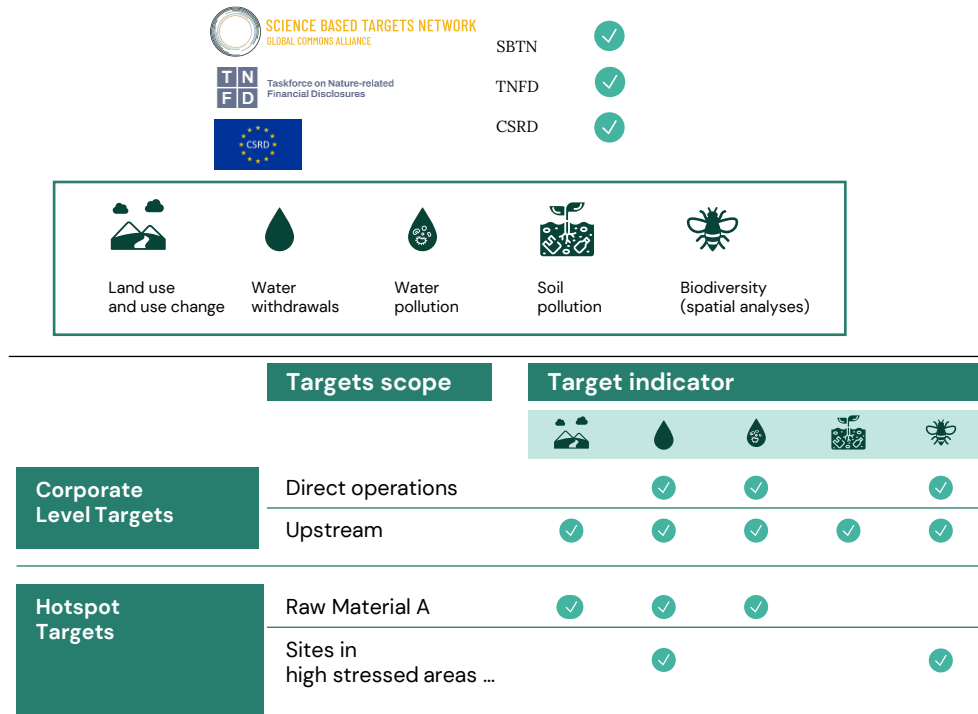 SCIENCE BASED TARGETS NETWORK
GLOBAL COMMONS ALLIANCE
SBTN
T N
F D
Taskforce on Nature-related
Financial Disclosures
TNFD
CSRD
CSRD
Land use
and use change
Water
withdrawals
Water
pollution
Soil
pollution
Biodiversity
(spatial analyses)
Targets scope
Target indicator
Corporate
Level Targets
Direct operations
Upstream
Hotspot
Targets
Raw Material A
Sites in
high stressed areas ...